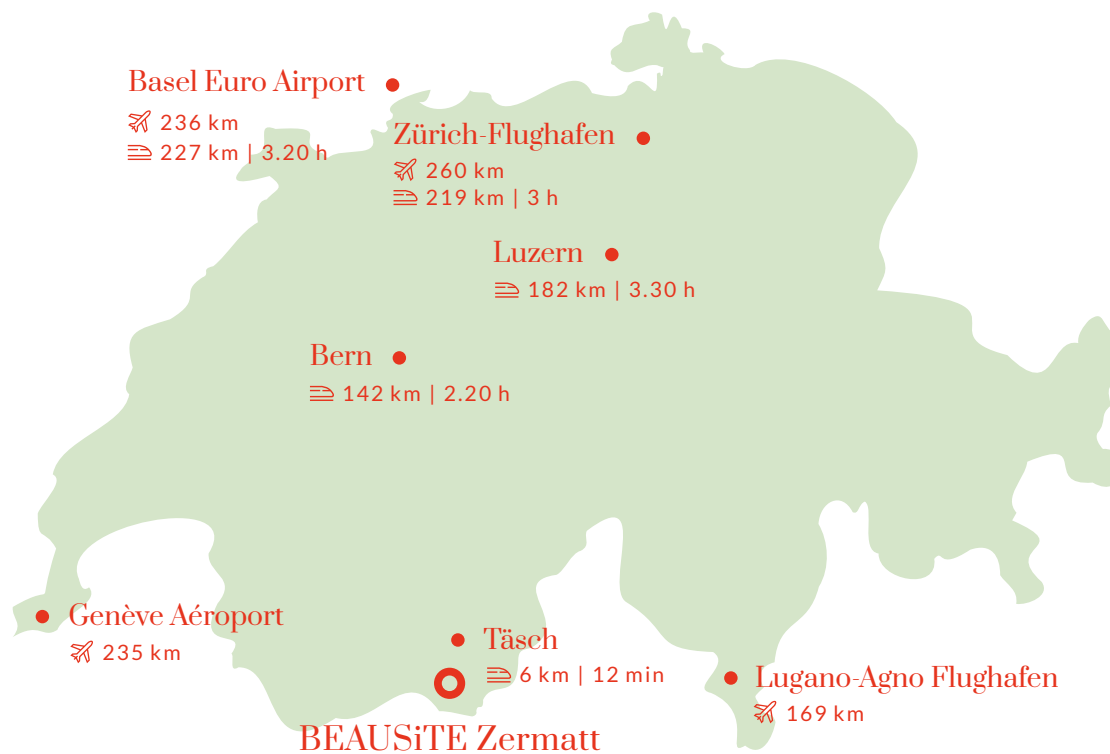 Basel Euro Airport
236 km
227 km | 3.20 h
Zürich-Flughafen
260 km
219 km | 3 h
Luzern
182 km | 3.30 h
Bern
142 km | 2.20 h
Genève Aéroport
235 km
Täsch
6 km | 12 min
Lugano-Agno Flughafen
169 km
BEAUSiTE Zermatt